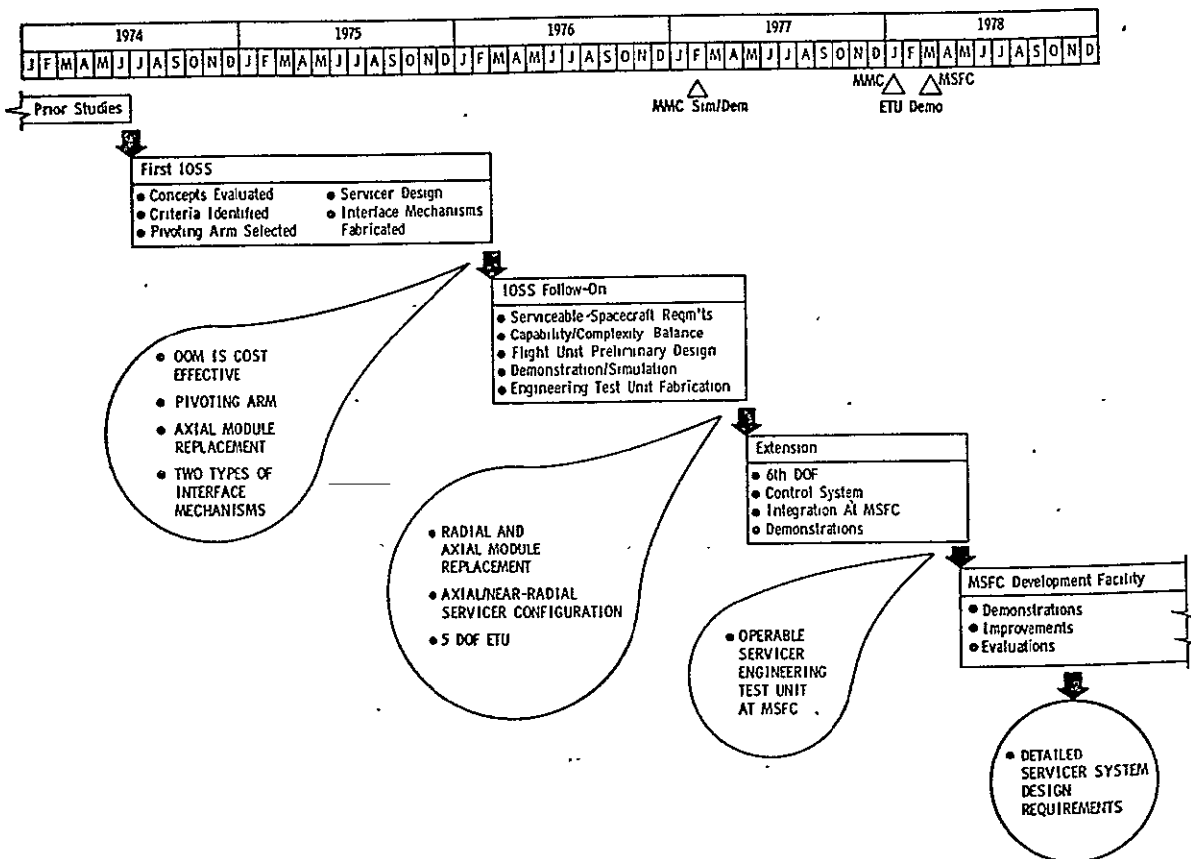 1974 1975 1976 1977 1978
J F M A M J J A S O N D J F M A M J J A S O N D J F M A M J J A S O N D J F M A M J J A S O N D J F M A M J J A S O N D
MMC MSFC
MMC Sim/Dem ETU Demo
Prior Studies
First IOSS
● Concepts Evaluated
● Criteria Identified
● Pivoting Arm Selected
● Servicer Design
● Interface Mechanisms
Fabricated
● OOM IS COST
EFFECTIVE
● PIVOTING ARM
● AXIAL MODULE
REPLACEMENT
● TWO TYPES OF
INTERFACE
MECHANISMS
IOSS Follow-On
● Serviceable-Spacecraft Reqm'ts
● Capability/Complexity Balance
● Flight Unit Preliminary Design
● Demonstration/Simulation
● Engineering Test Unit Fabrication
● RADIAL AND
AXIAL MODULE
REPLACEMENT
● AXIAL/NEAR-RADIAL
SERVICER CONFIGURATION
● 5 DOF ETU
Extension
● 6th DOF
● Control System
● Integration At MSFC
● Demonstrations
● OPERABLE
SERVICER
ENGINEERING
TEST UNIT
AT MSFC
MSFC Development Facility
● Demonstrations
● Improvements
● Evaluations
● DETAILED
SERVICER SYSTEM
DESIGN
REQUIREMENTS